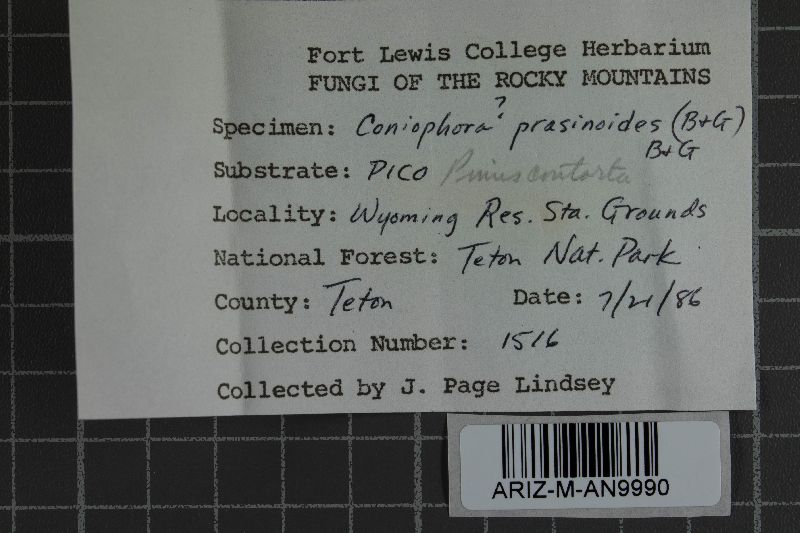 Fort Lewis College Herbarium
FUNGI OF THE ROCKY MOUNTAINS
Specimen: Coniophora? prasinoides (B+G)
B+G
Substrate: PICO Pinus contorta
Locality: Wyoming Res. Sta. Grounds
National Forest: Teton Nat. Park
County: Teton Date: 7/21/86
Collection Number: 1516
Collected by J. Page Lindsey
ARIZ-M-AN9990